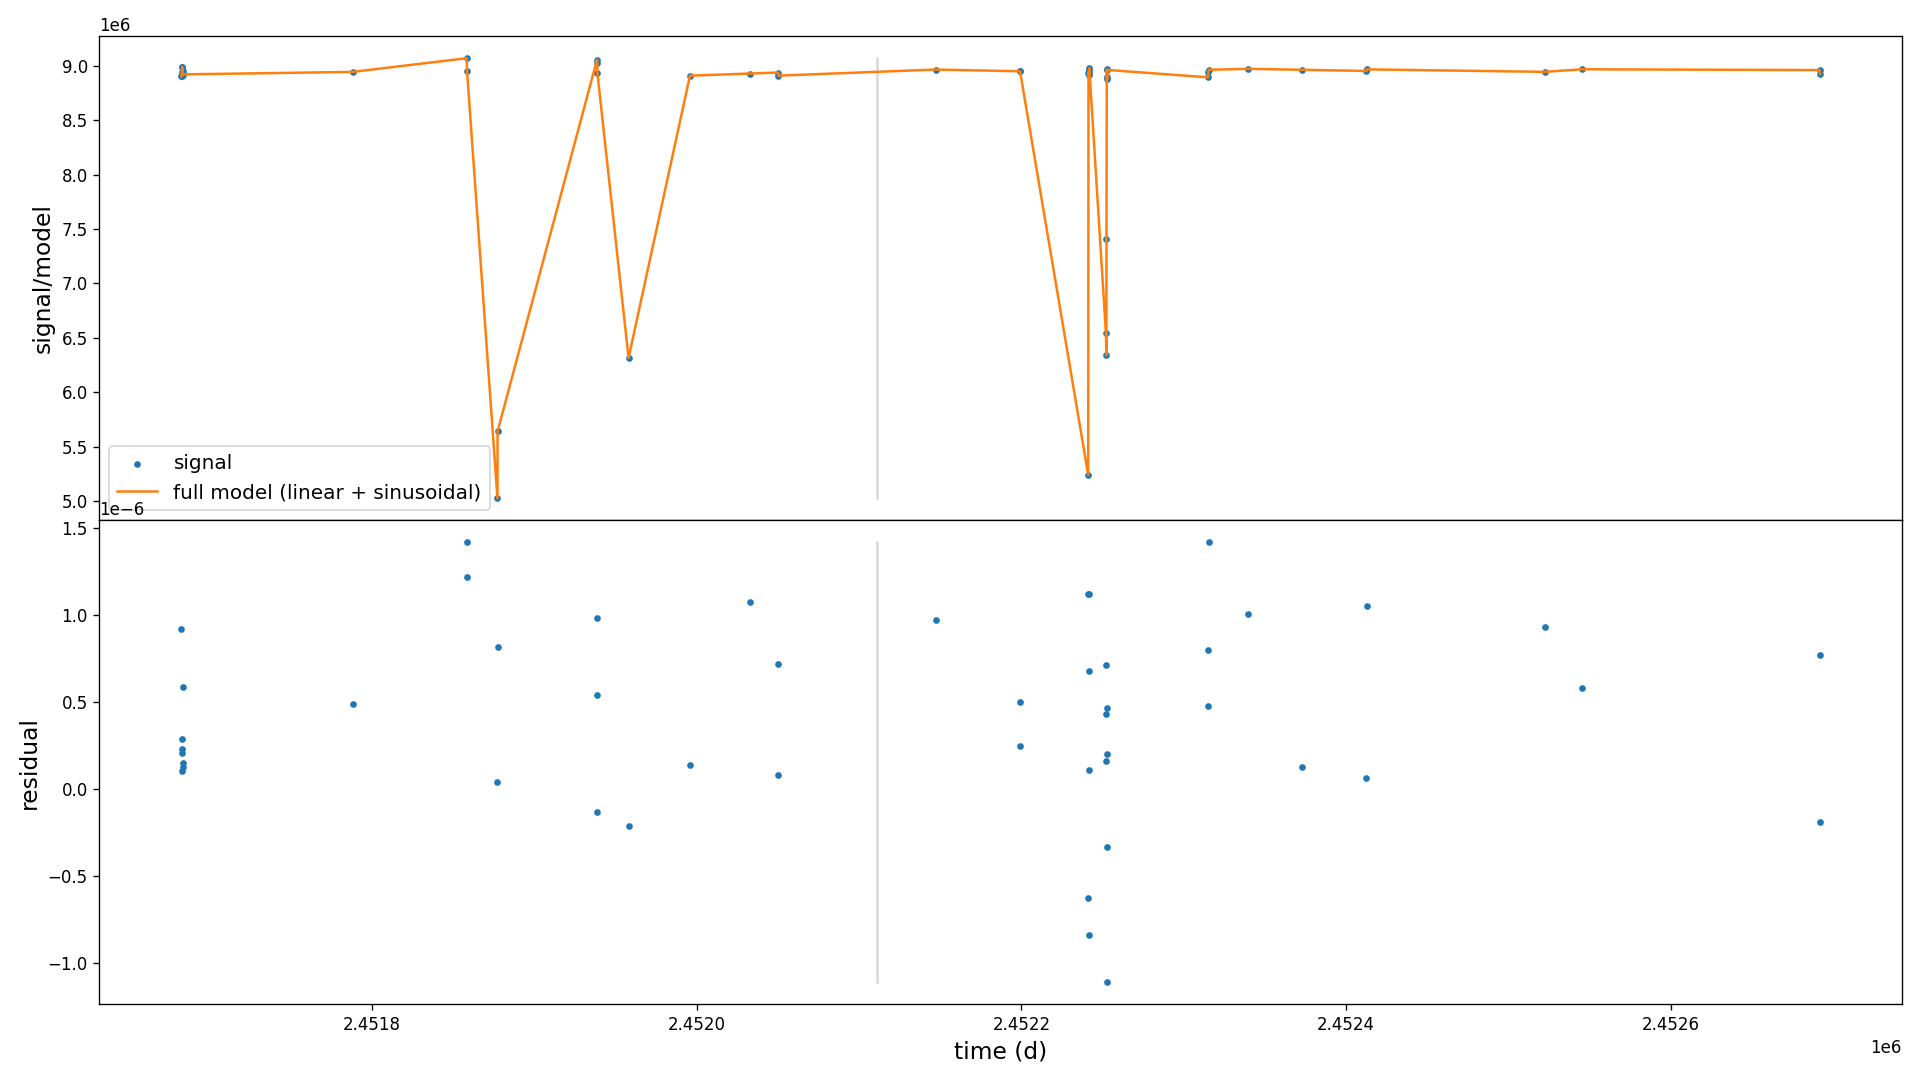 1e6
9.0
8.5
8.0
7.5
7.0
6.5
6.0
5.5
5.0
signal/model
signal
full model (linear + sinusoidal)
1e−6
1.5
1.0
0.5
0.0
−0.5
−1.0
residual
2.4518
2.4520
2.4522
2.4524
2.4526
1e6
time (d)